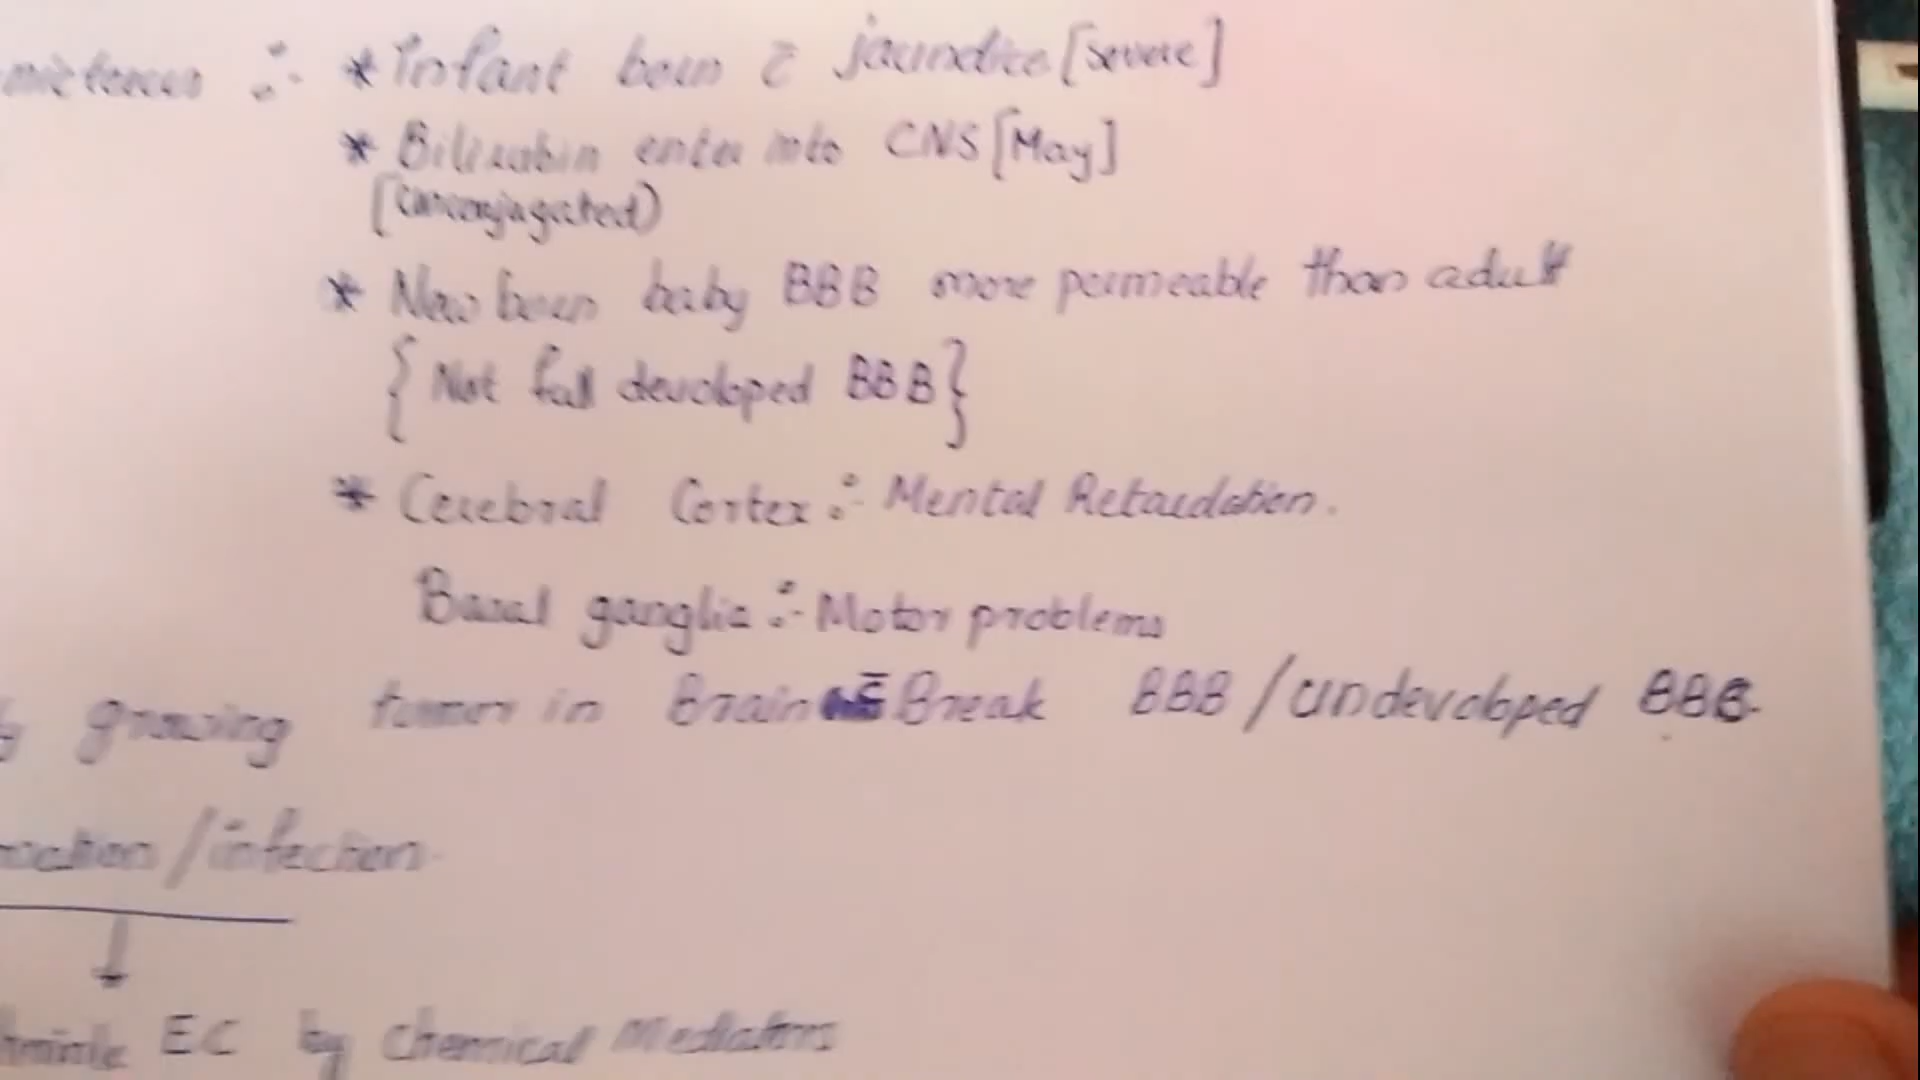 ∴ * Infant born c̄ jaundice [Severe]
* Bilirubin enter into CNS [May]
[unconjugated)
* New born baby BBB more permeable than adult
{ Not full developed BBB }
* Cerebral Cortex ∴ Mental Retardation.
Basal ganglia ∴ Motor problems
growing tumor in Brain c̄ Break BBB / undeveloped BBB.
/infection.
↓
EC by Chemical Mediators